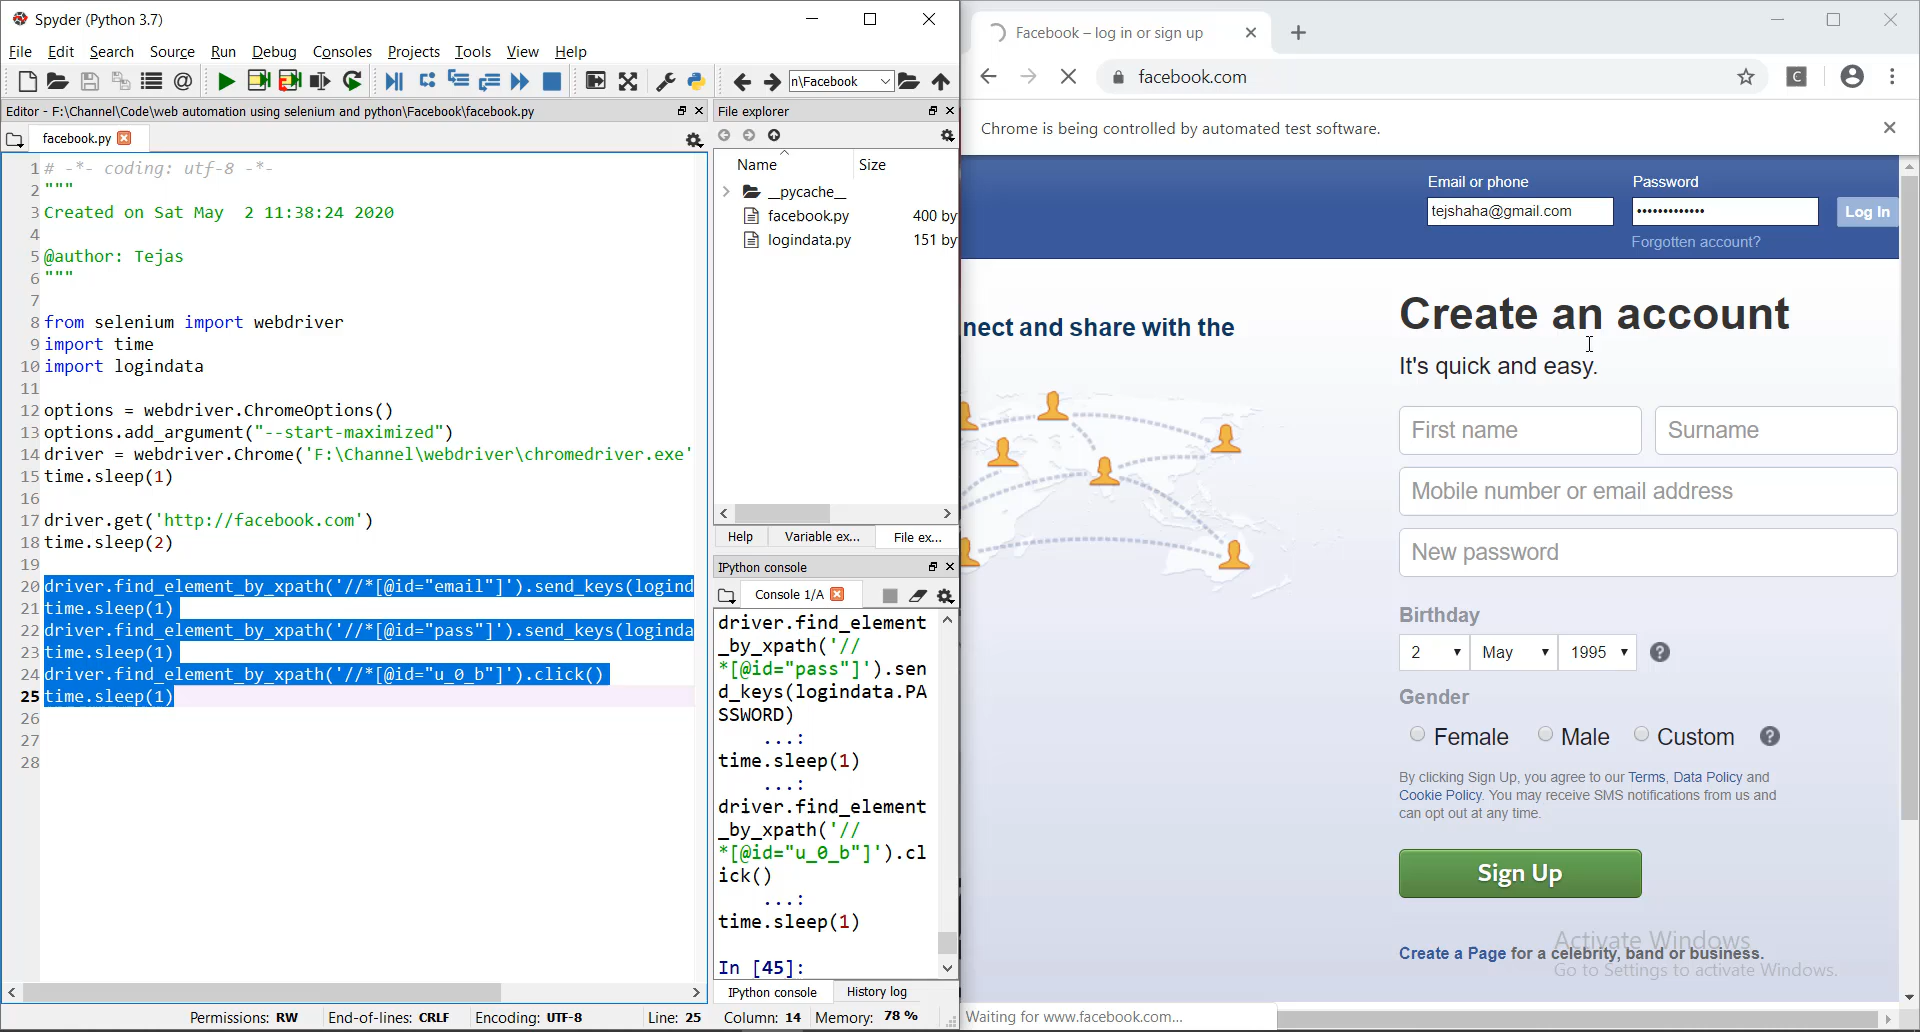 Spyder (Python 3.7)
File Edit Search Source Run Debug Consoles Projects Tools View Help
n\Facebook
Editor - F:\Channel\Code\web automation using selenium and python\Facebook\facebook.py
facebook.py
1 # -*- coding: utf-8 -*-
2 """
3 Created on Sat May  2 11:38:24 2020
4
5 @author: Tejas
6 """
7
8 from selenium import webdriver
9 import time
10 import logindata
11
12 options = webdriver.ChromeOptions()
13 options.add_argument("--start-maximized")
14 driver = webdriver.Chrome('F:\Channel\webdriver\chromedriver.exe'
15 time.sleep(1)
16
17 driver.get('http://facebook.com')
18 time.sleep(2)
19
20 driver.find_element_by_xpath('//*[@id="email"]').send_keys(logind
21 time.sleep(1)
22 driver.find_element_by_xpath('//*[@id="pass"]').send_keys(loginda
23 time.sleep(1)
24 driver.find_element_by_xpath('//*[@id="u_0_b"]').click()
25 time.sleep(1)
26
27
28
File explorer
Name Size
__pycache__
facebook.py 400 by
logindata.py 151 by
Help Variable ex... File ex...
IPython console
Console 1/A
driver.find_element
_by_xpath('//
*[@id="pass"]').sen
d_keys(logindata.PA
SSWORD)
...:
time.sleep(1)
...:
driver.find_element
_by_xpath('//
*[@id="u_0_b"]').cl
ick()
...:
time.sleep(1)
In [45]:
IPython console History log
Permissions: RW End-of-lines: CRLF Encoding: UTF-8 Line: 25 Column: 14 Memory: 78 %
Facebook – log in or sign up
facebook.com
C
Chrome is being controlled by automated test software.
Email or phone Password
tejshaha@gmail.com ••••••••••••• Log In
Forgotten account?
nect and share with the
Create an account
It's quick and easy.
First name Surname
Mobile number or email address
New password
Birthday
2 May 1995 ?
Gender
Female Male Custom ?
By clicking Sign Up, you agree to our Terms, Data Policy and
Cookie Policy. You may receive SMS notifications from us and
can opt out at any time.
Sign Up
Activate Windows
Create a Page for a celebrity, band or business.
Go to Settings to activate Windows.
Waiting for www.facebook.com...